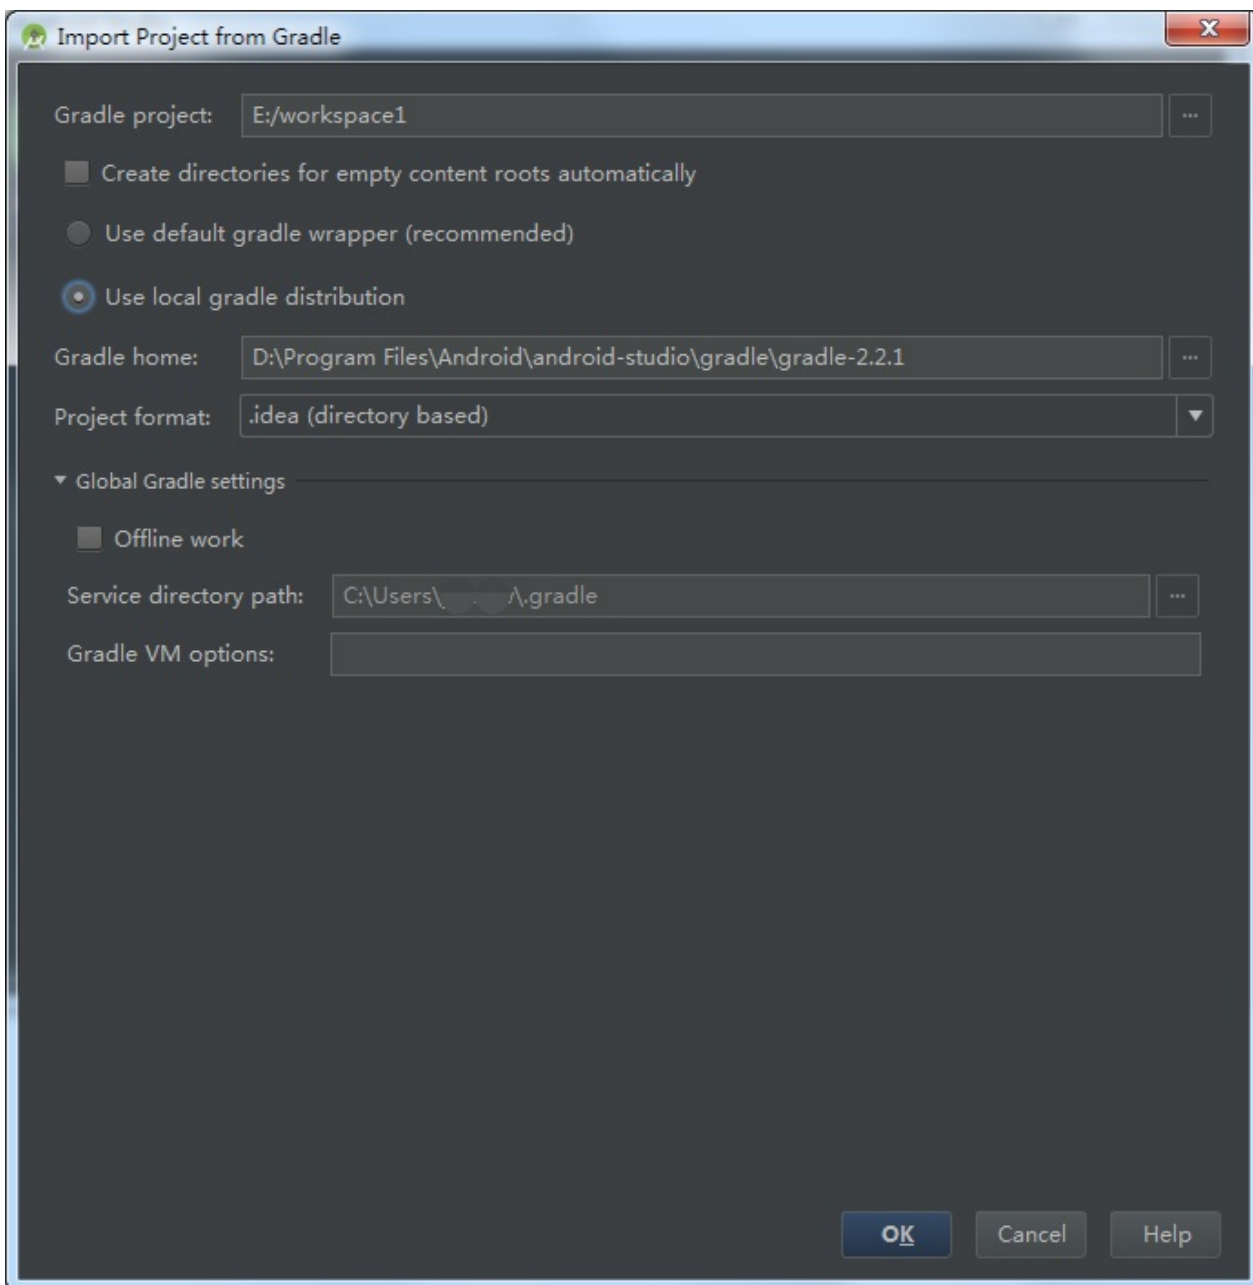 Import Project from Gradle
Gradle project: E:/workspace1 ...
Create directories for empty content roots automatically
Use default gradle wrapper (recommended)
Use local gradle distribution
Gradle home: D:\Program Files\Android\android-studio\gradle\gradle-2.2.1 ...
Project format: .idea (directory based)
Global Gradle settings
Offline work
Service directory path: C:\Users\ \.gradle ...
Gradle VM options:
OK Cancel Help